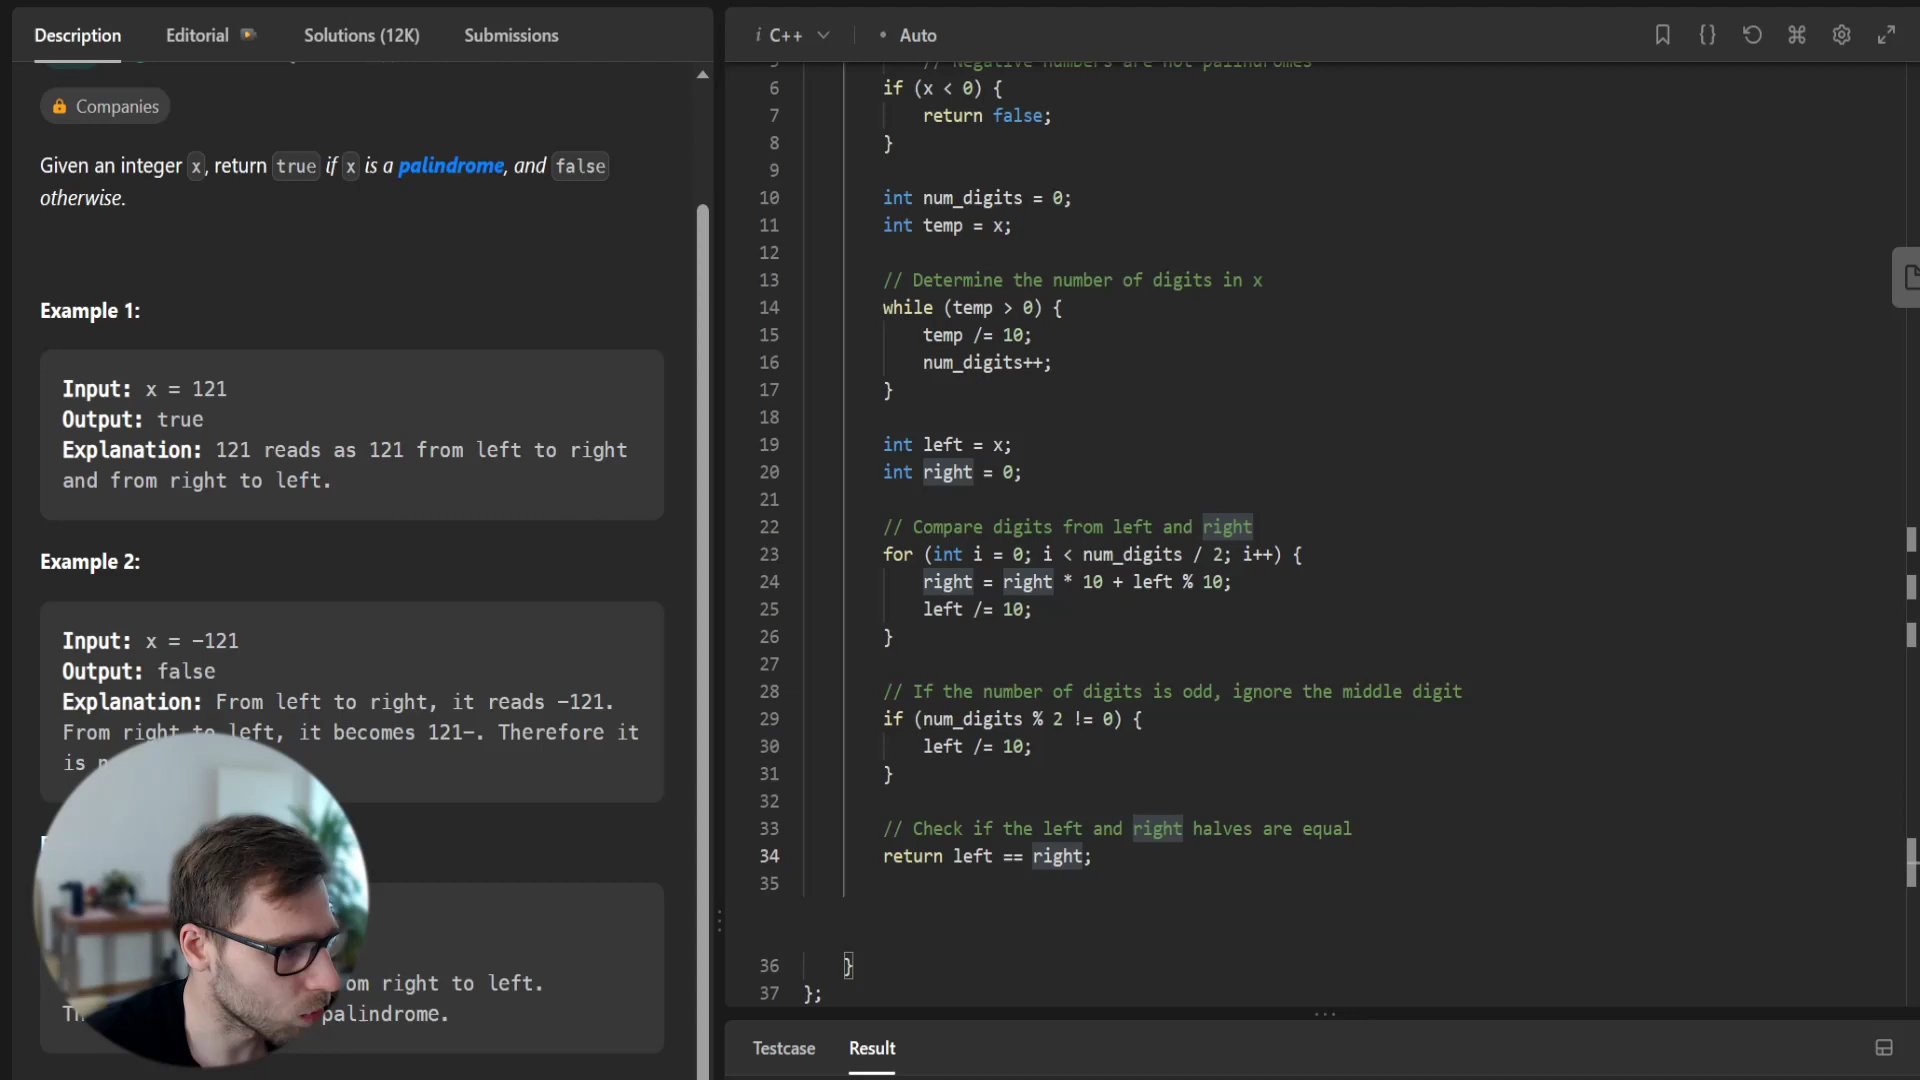 Description Editorial Solutions (12K) Submissions
Companies
Given an integer x, return true if x is a palindrome, and false
otherwise.
Example 1:
Input: x = 121
Output: true
Explanation: 121 reads as 121 from left to right
and from right to left.
Example 2:
Input: x = -121
Output: false
Explanation: From left to right, it reads -121.
From right to left, it becomes 121-. Therefore it
is
om right to left.
palindrome.
i C++ • Auto
// Negative numbers are not palindromes
6 if (x < 0) {
7 return false;
8 }
9
10 int num_digits = 0;
11 int temp = x;
12
13 // Determine the number of digits in x
14 while (temp > 0) {
15 temp /= 10;
16 num_digits++;
17 }
18
19 int left = x;
20 int right = 0;
21
22 // Compare digits from left and right
23 for (int i = 0; i < num_digits / 2; i++) {
24 right = right * 10 + left % 10;
25 left /= 10;
26 }
27
28 // If the number of digits is odd, ignore the middle digit
29 if (num_digits % 2 != 0) {
30 left /= 10;
31 }
32
33 // Check if the left and right halves are equal
34 return left == right;
35
36 }
37 };
Testcase Result